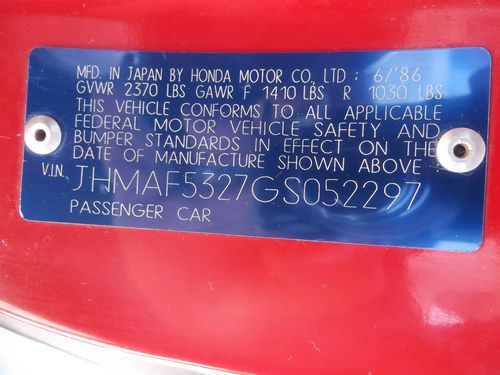 MFD. IN JAPAN BY HONDA MOTOR CO., LTD : 6/'86
GVWR 2370 LBS GAWR F 1410 LBS R 1030 LBS
THIS VEHICLE CONFORMS TO ALL APPLICABLE
FEDERAL MOTOR VEHICLE SAFETY AND
BUMPER STANDARDS IN EFFECT ON THE
DATE OF MANUFACTURE SHOWN ABOVE
V.I.N. JHMAF5327GS052297
PASSENGER CAR